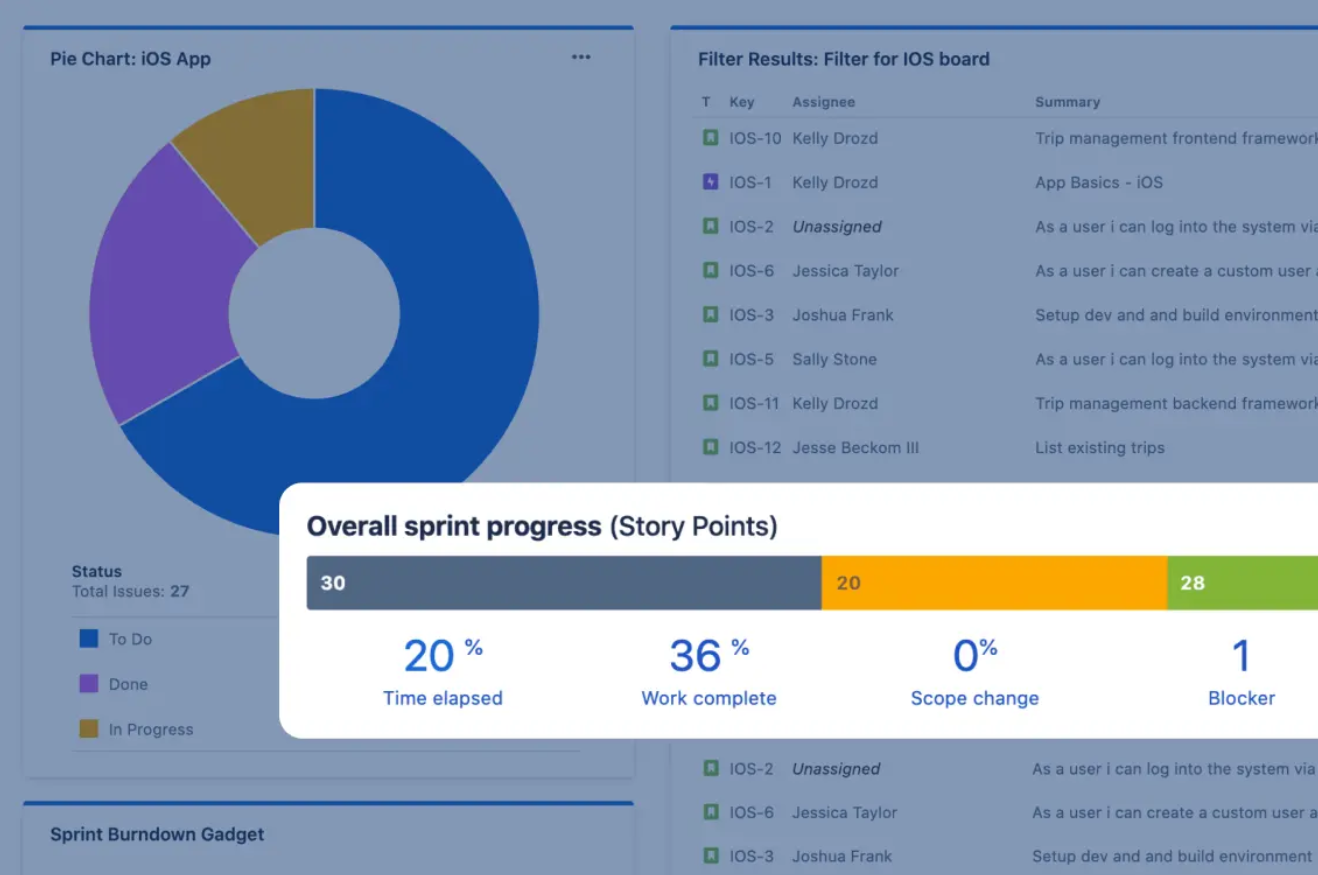 Pie Chart: iOS App
Status
Total Issues: 27
To Do
Done
In Progress
Sprint Burndown Gadget
Filter Results: Filter for IOS board
T Key Assignee Summary
IOS-10 Kelly Drozd Trip management frontend framework
IOS-1 Kelly Drozd App Basics - iOS
IOS-2 Unassigned As a user i can log into the system via
IOS-6 Jessica Taylor As a user i can create a custom user
IOS-3 Joshua Frank Setup dev and and build environment
IOS-5 Sally Stone As a user i can log into the system via
IOS-11 Kelly Drozd Trip management backend framework
IOS-12 Jesse Beckom III List existing trips
Overall sprint progress (Story Points)
30 20 28
20 % 36 % 0% 1
Time elapsed Work complete Scope change Blocker
IOS-2 Unassigned As a user i can log into the system via
IOS-6 Jessica Taylor As a user i can create a custom user a
IOS-3 Joshua Frank Setup dev and and build environment